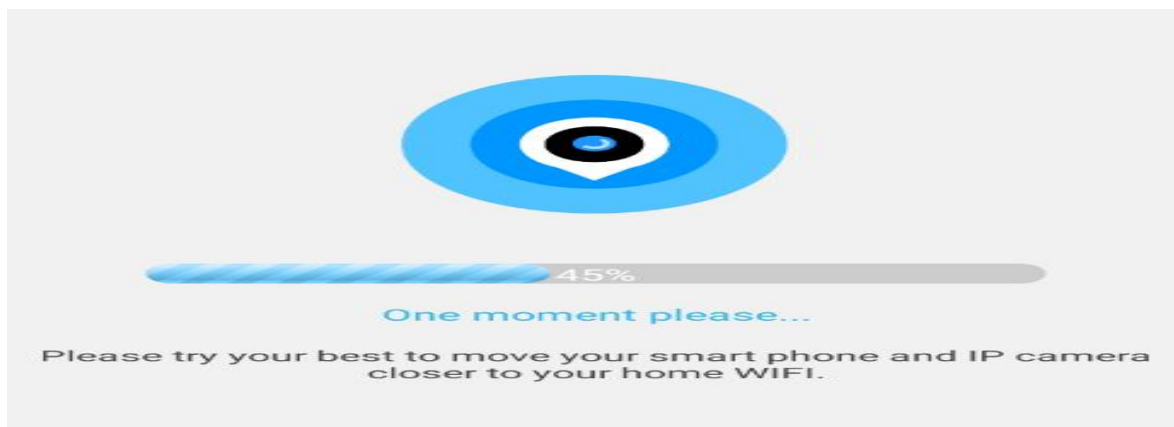 45%
One moment please...
Please try your best to move your smart phone and IP camera
closer to your home WIFI.